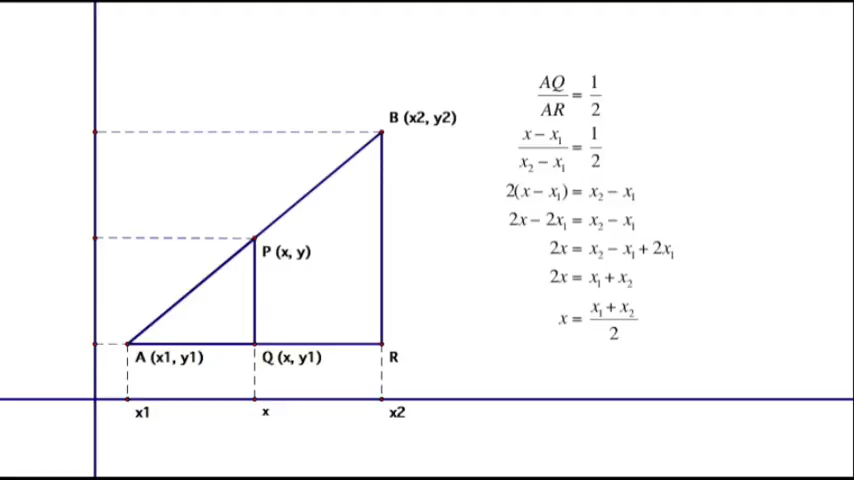 B (x2, y2)
P (x, y)
A (x1, y1)
Q (x, y1)
R
x1
x
x2
AQ/AR = 1/2
(x − x₁)/(x₂ − x₁) = 1/2
2(x − x₁) = x₂ − x₁
2x − 2x₁ = x₂ − x₁
2x = x₂ − x₁ + 2x₁
2x = x₁ + x₂
x = (x₁ + x₂)/2